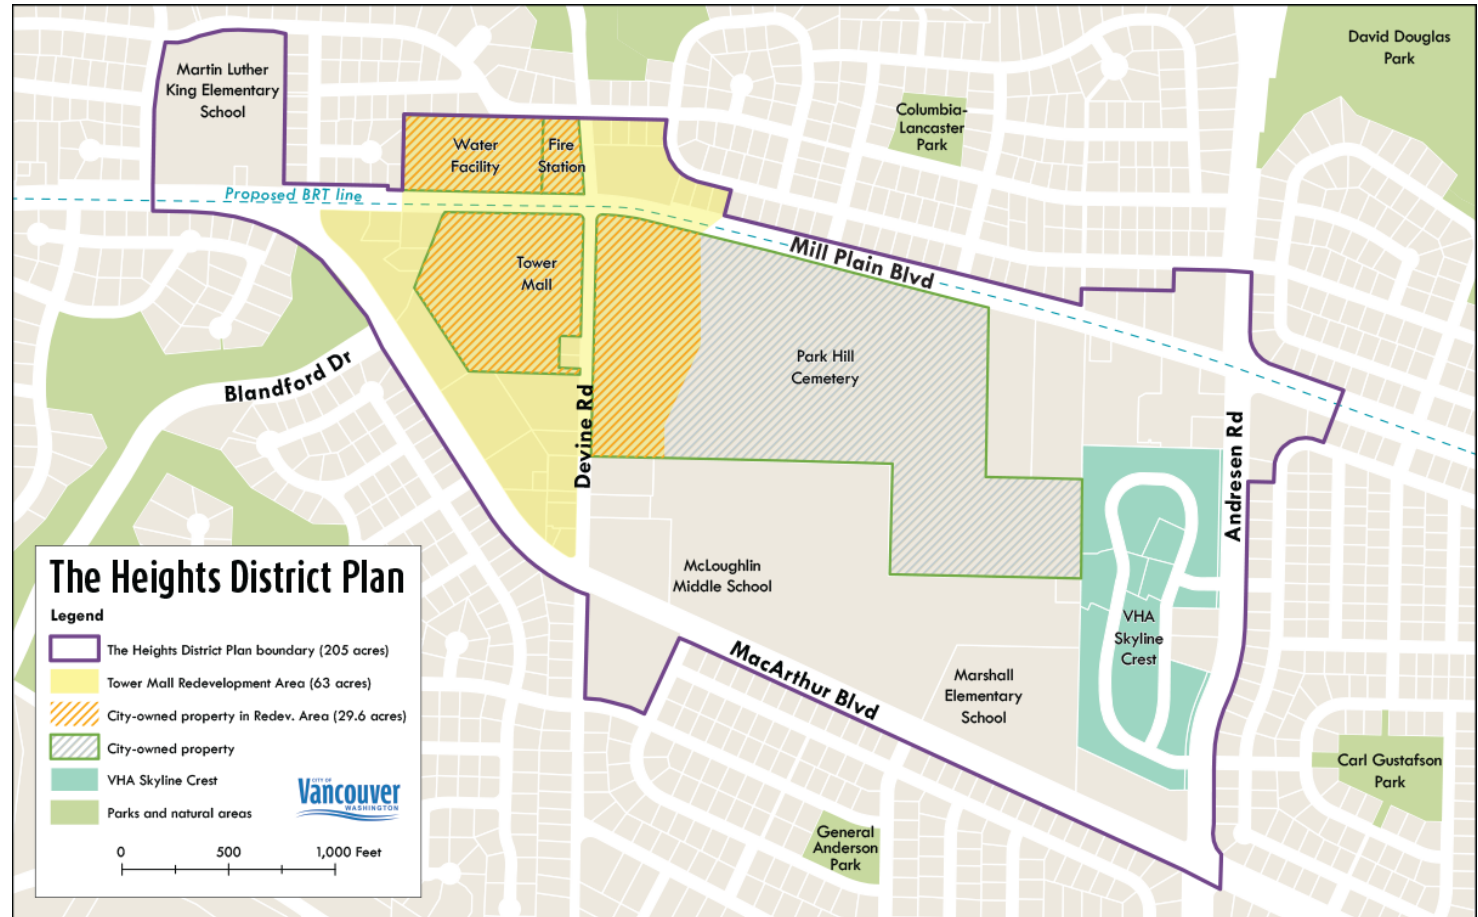 David Douglas
Park
Martin Luther
King Elementary
School
Columbia-
Lancaster
Park
Water
Facility
Fire
Station
Proposed BRT line
Mill Plain Blvd
Tower
Mall
Park Hill
Cemetery
Blandford Dr
Devine Rd
Andresen Rd
McLoughlin
Middle School
VHA
Skyline
Crest
MacArthur Blvd
Marshall
Elementary
School
Carl Gustafson
Park
General
Anderson
Park
The Heights District Plan
Legend
The Heights District Plan boundary (205 acres)
Tower Mall Redevelopment Area (63 acres)
City-owned property in Redev. Area (29.6 acres)
City-owned property
VHA Skyline Crest
Parks and natural areas
CITY OF
Vancouver
WASHINGTON
0 500 1,000 Feet